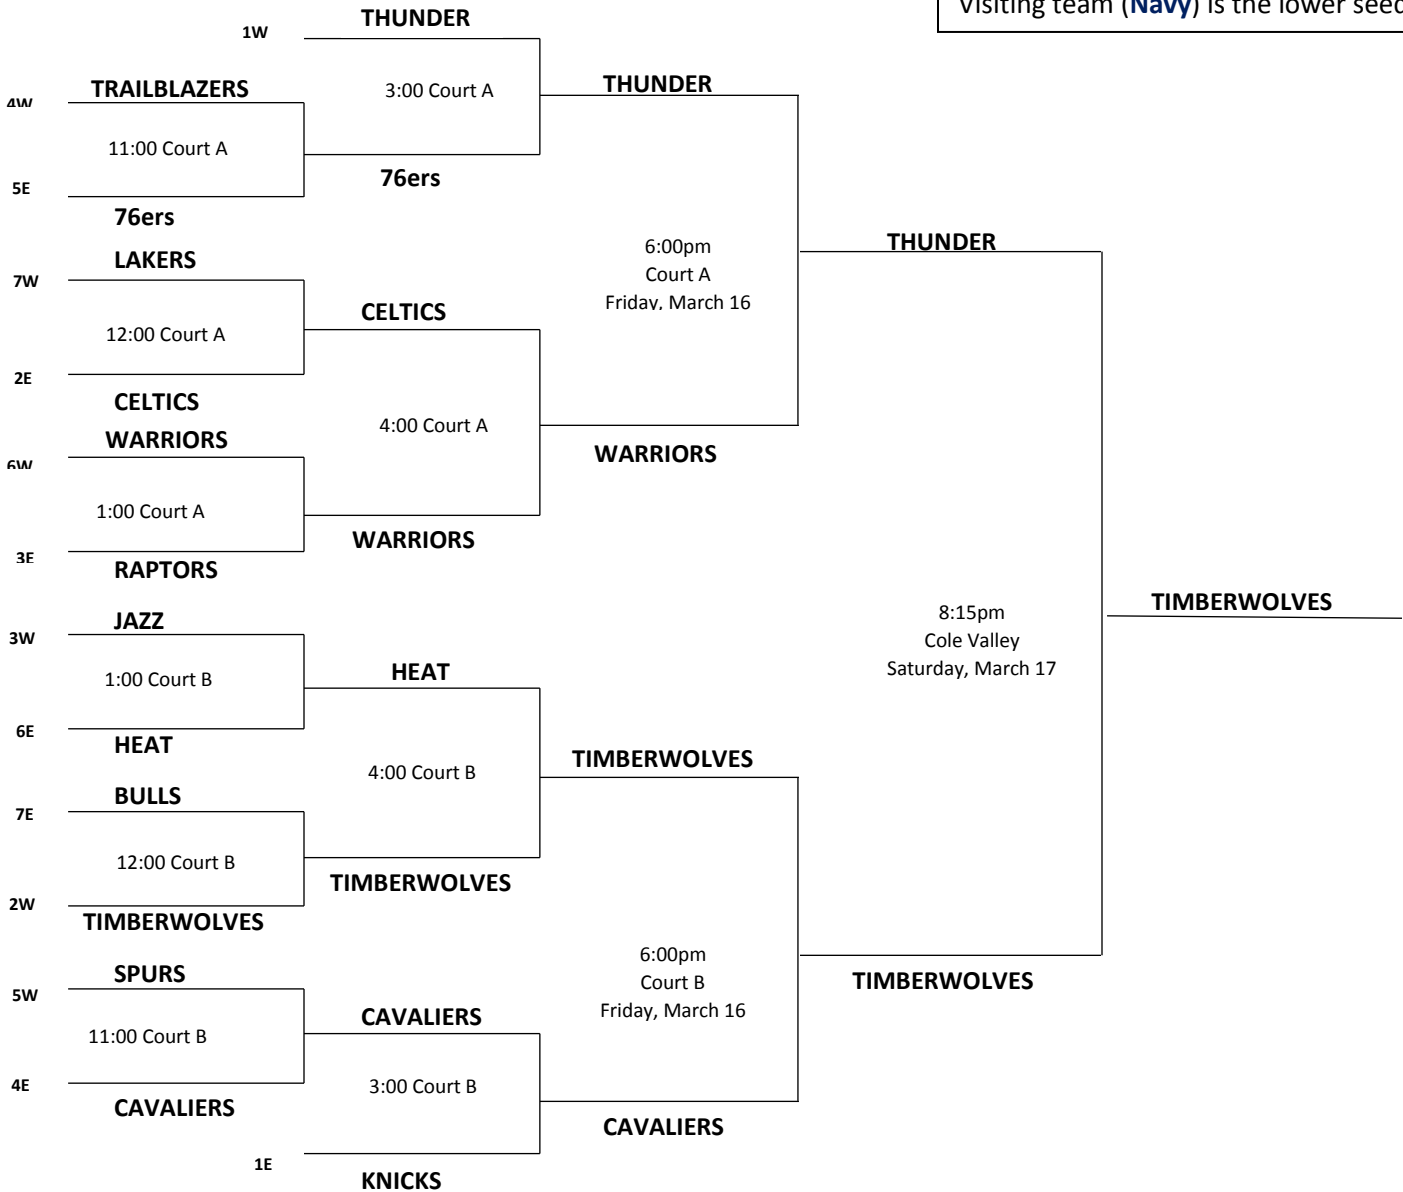 Visiting team (Navy) is the lower seed
THUNDER
1W
3:00 Court A
THUNDER
TRAILBLAZERS
4W
11:00 Court A
76ers
5E
76ers
LAKERS
7W
12:00 Court A
2E
CELTICS
CELTICS
4:00 Court A
6:00pm
Court A
Friday, March 16
THUNDER
WARRIORS
6W
1:00 Court A
WARRIORS
WARRIORS
3E
RAPTORS
JAZZ
3W
1:00 Court B
6E
HEAT
HEAT
4:00 Court B
TIMBERWOLVES
8:15pm
Cole Valley
Saturday, March 17
TIMBERWOLVES
BULLS
7E
12:00 Court B
TIMBERWOLVES
2W
TIMBERWOLVES
SPURS
5W
11:00 Court B
CAVALIERS
6:00pm
Court B
Friday, March 16
TIMBERWOLVES
4E
CAVALIERS
3:00 Court B
CAVALIERS
1E
KNICKS